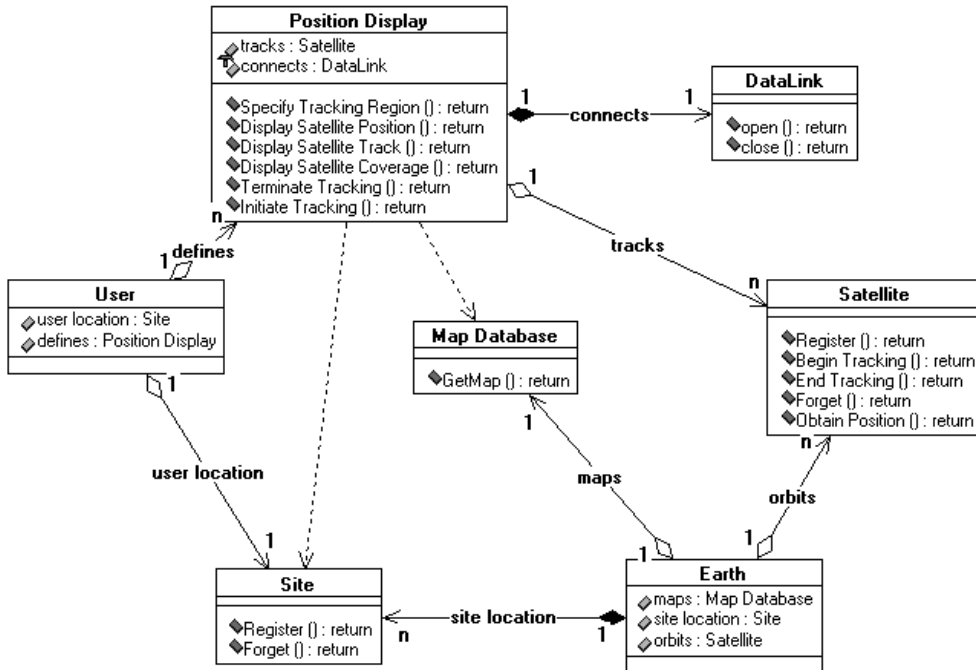 Position Display
tracks : Satellite
connects : DataLink
Specify Tracking Region () : return
Display Satellite Position () : return
Display Satellite Track () : return
Display Satellite Coverage () : return
Terminate Tracking () : return
Initiate Tracking () : return
1
connects
1
DataLink
open () : return
close () : return
1
tracks
n
n
defines
1
User
user location : Site
defines : Position Display
1
user location
1
Map Database
GetMap () : return
1
maps
1
Satellite
Register () : return
Begin Tracking () : return
End Tracking () : return
Forget () : return
Obtain Position () : return
n
orbits
1
Site
Register () : return
Forget () : return
n
site location
1
Earth
maps : Map Database
site location : Site
orbits : Satellite